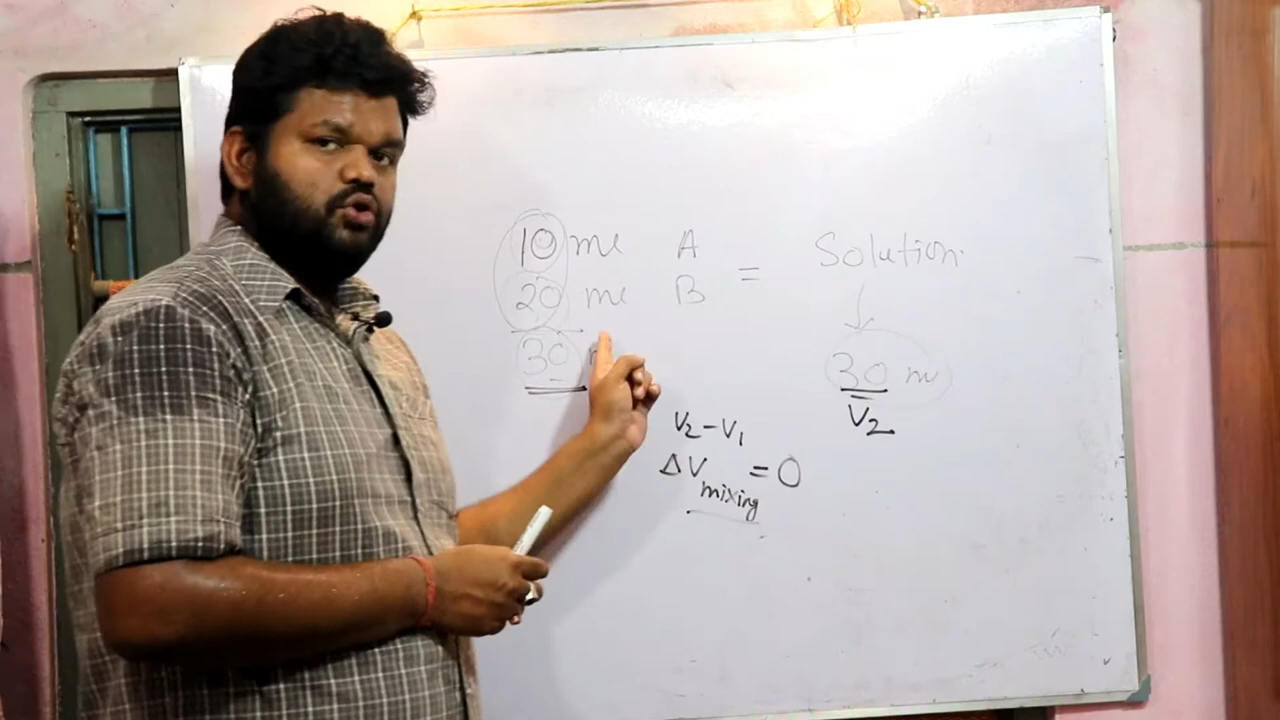 10 ml A
20 ml B = Solution.
30
30 m
V2
V2-V1
ΔV mixing = 0